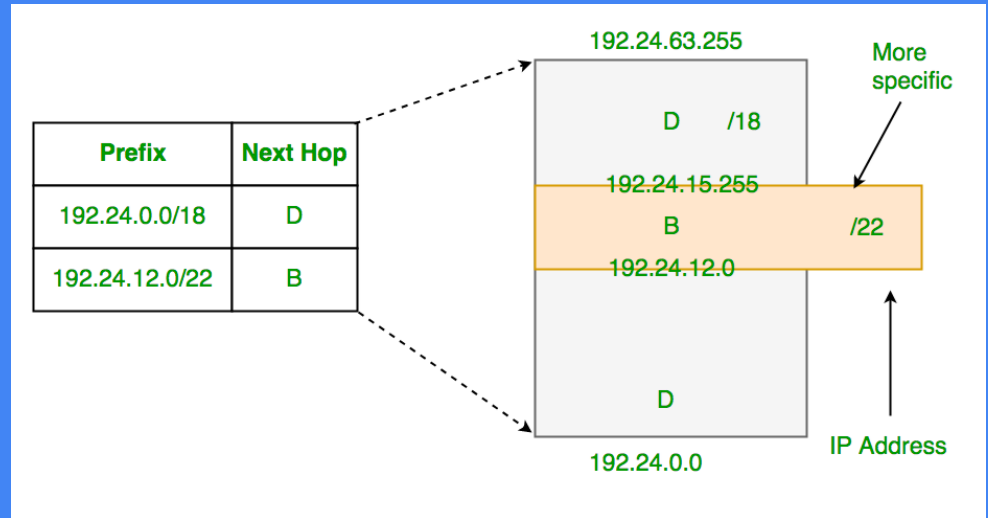 Prefix Next Hop
192.24.0.0/18 D
192.24.12.0/22 B
192.24.63.255
D /18
192.24.15.255
B /22
192.24.12.0
D
192.24.0.0
More
specific
IP Address